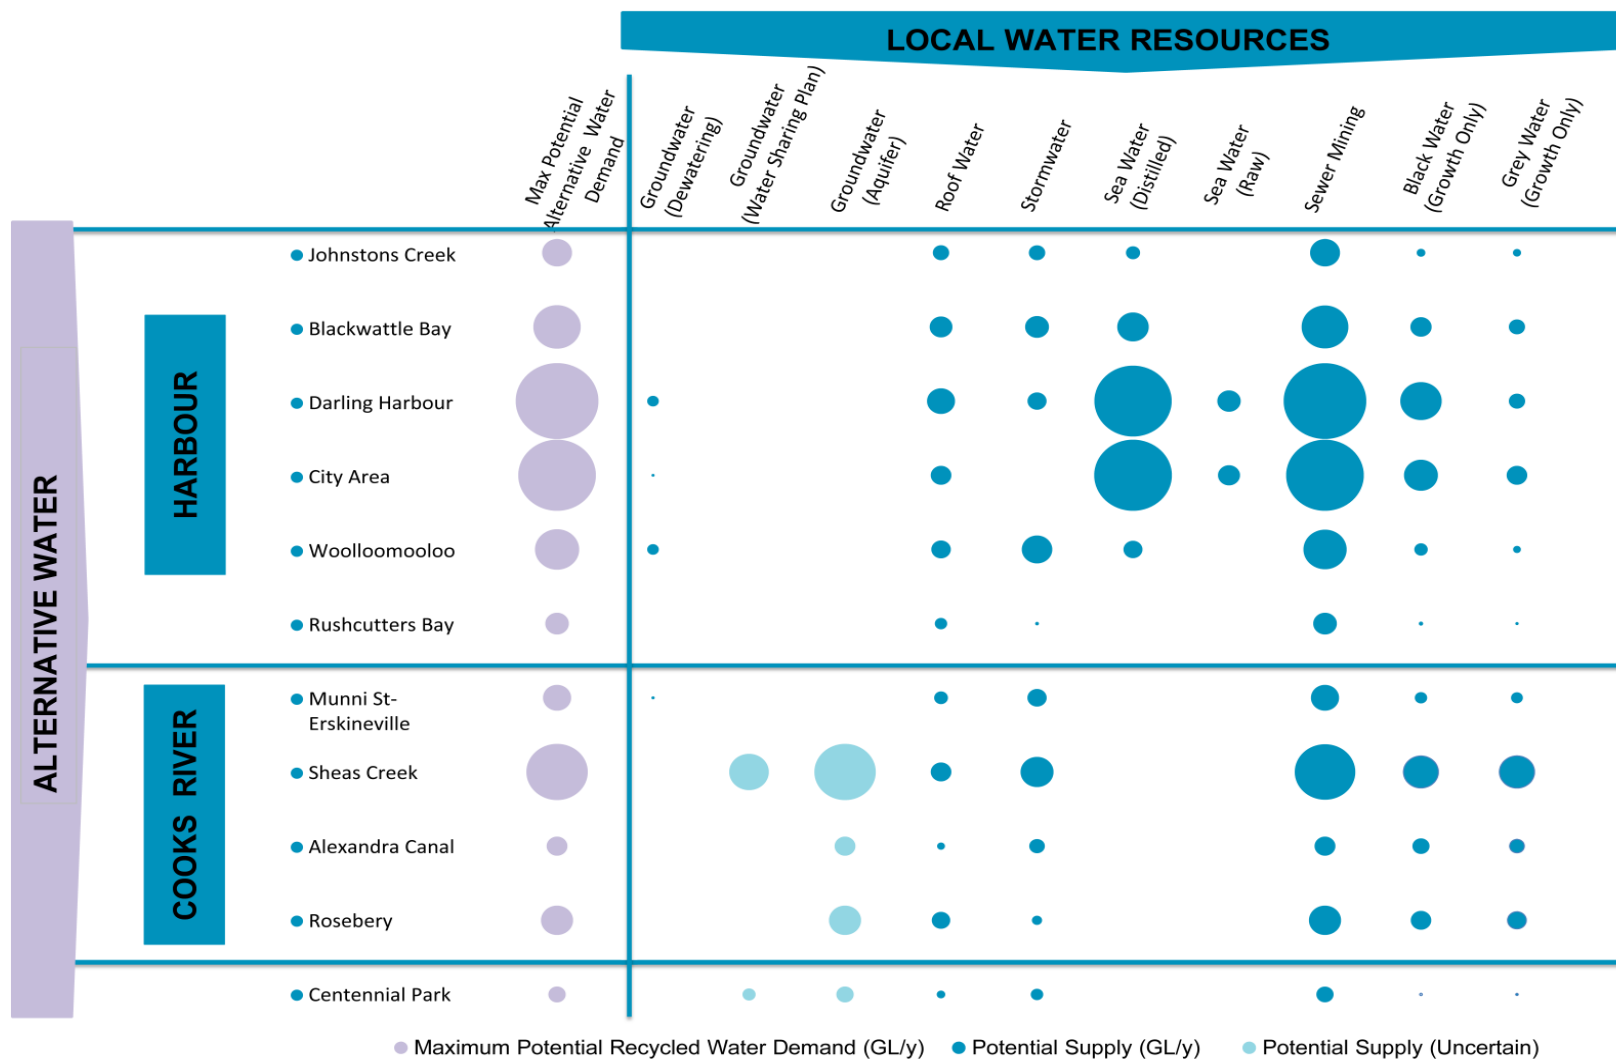 LOCAL WATER RESOURCES
Max Potential
Alternative Water
Demand
Groundwater
(Dewatering)
Groundwater
(Water Sharing Plan)
Groundwater
(Aquifer)
Roof Water
Stormwater
Sea Water
(Distilled)
Sea Water
(Raw)
Sewer Mining
Black Water
(Growth Only)
Grey Water
(Growth Only)
ALTERNATIVE WATER
HARBOUR
Johnstons Creek
Blackwattle Bay
Darling Harbour
City Area
Woolloomooloo
Rushcutters Bay
COOKS RIVER
Munni St-
Erskineville
Sheas Creek
Alexandra Canal
Rosebery
Centennial Park
Maximum Potential Recycled Water Demand (GL/y)
Potential Supply (GL/y)
Potential Supply (Uncertain)